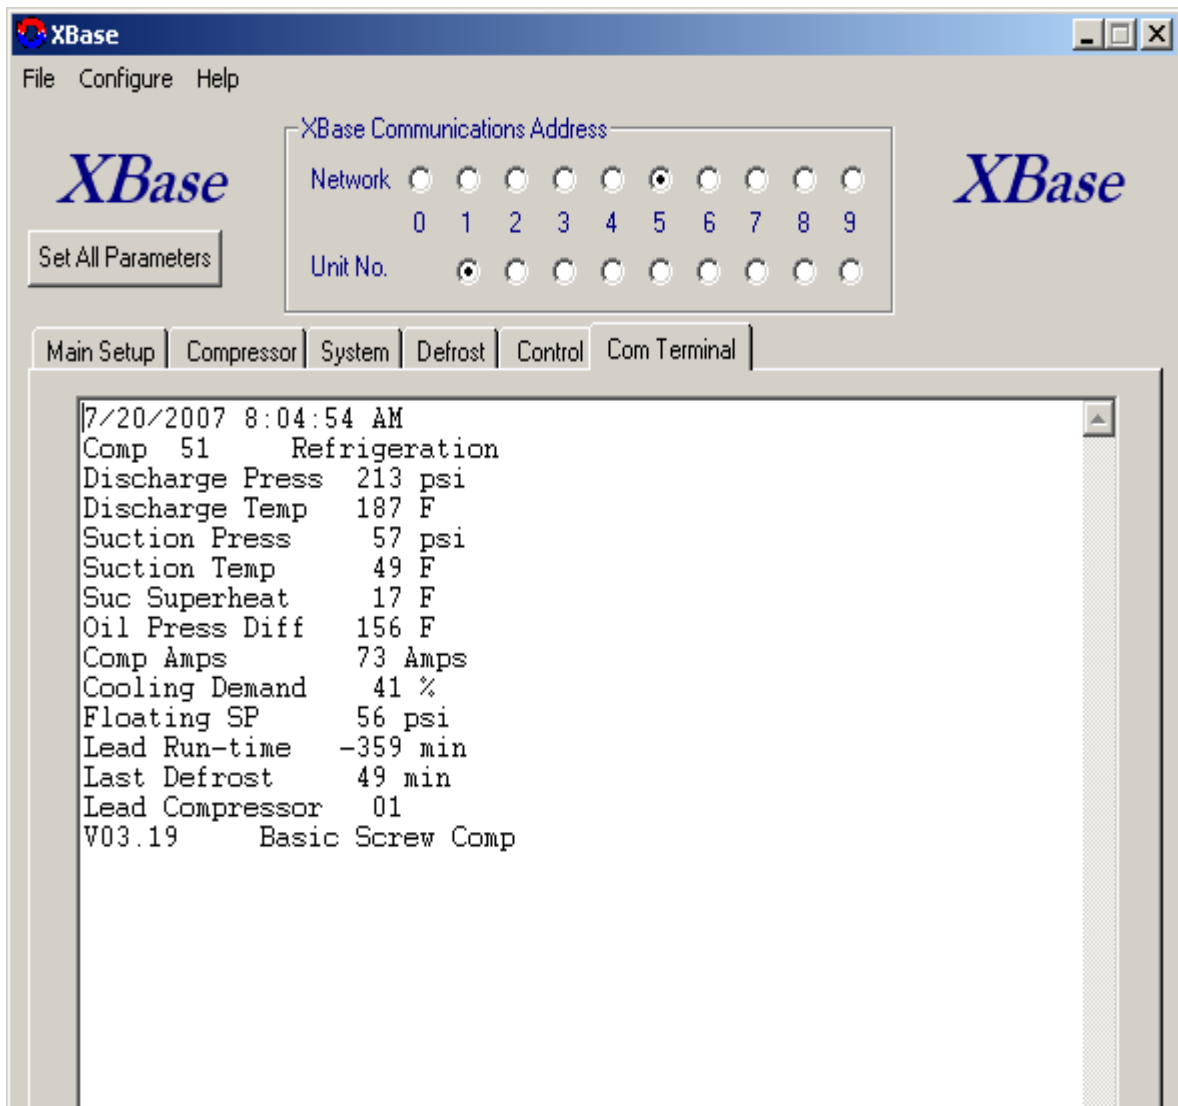 XBase
File Configure Help
XBase Communications Address
XBase
Network
XBase
0 1 2 3 4 5 6 7 8 9
Set All Parameters
Unit No.
Main Setup Compressor System Defrost Control Com Terminal
7/20/2007 8:04:54 AM
Comp 51 Refrigeration
Discharge Press 213 psi
Discharge Temp 187 F
Suction Press 57 psi
Suction Temp 49 F
Suc Superheat 17 F
Oil Press Diff 156 F
Comp Amps 73 Amps
Cooling Demand 41 %
Floating SP 56 psi
Lead Run-time -359 min
Last Defrost 49 min
Lead Compressor 01
V03.19 Basic Screw Comp